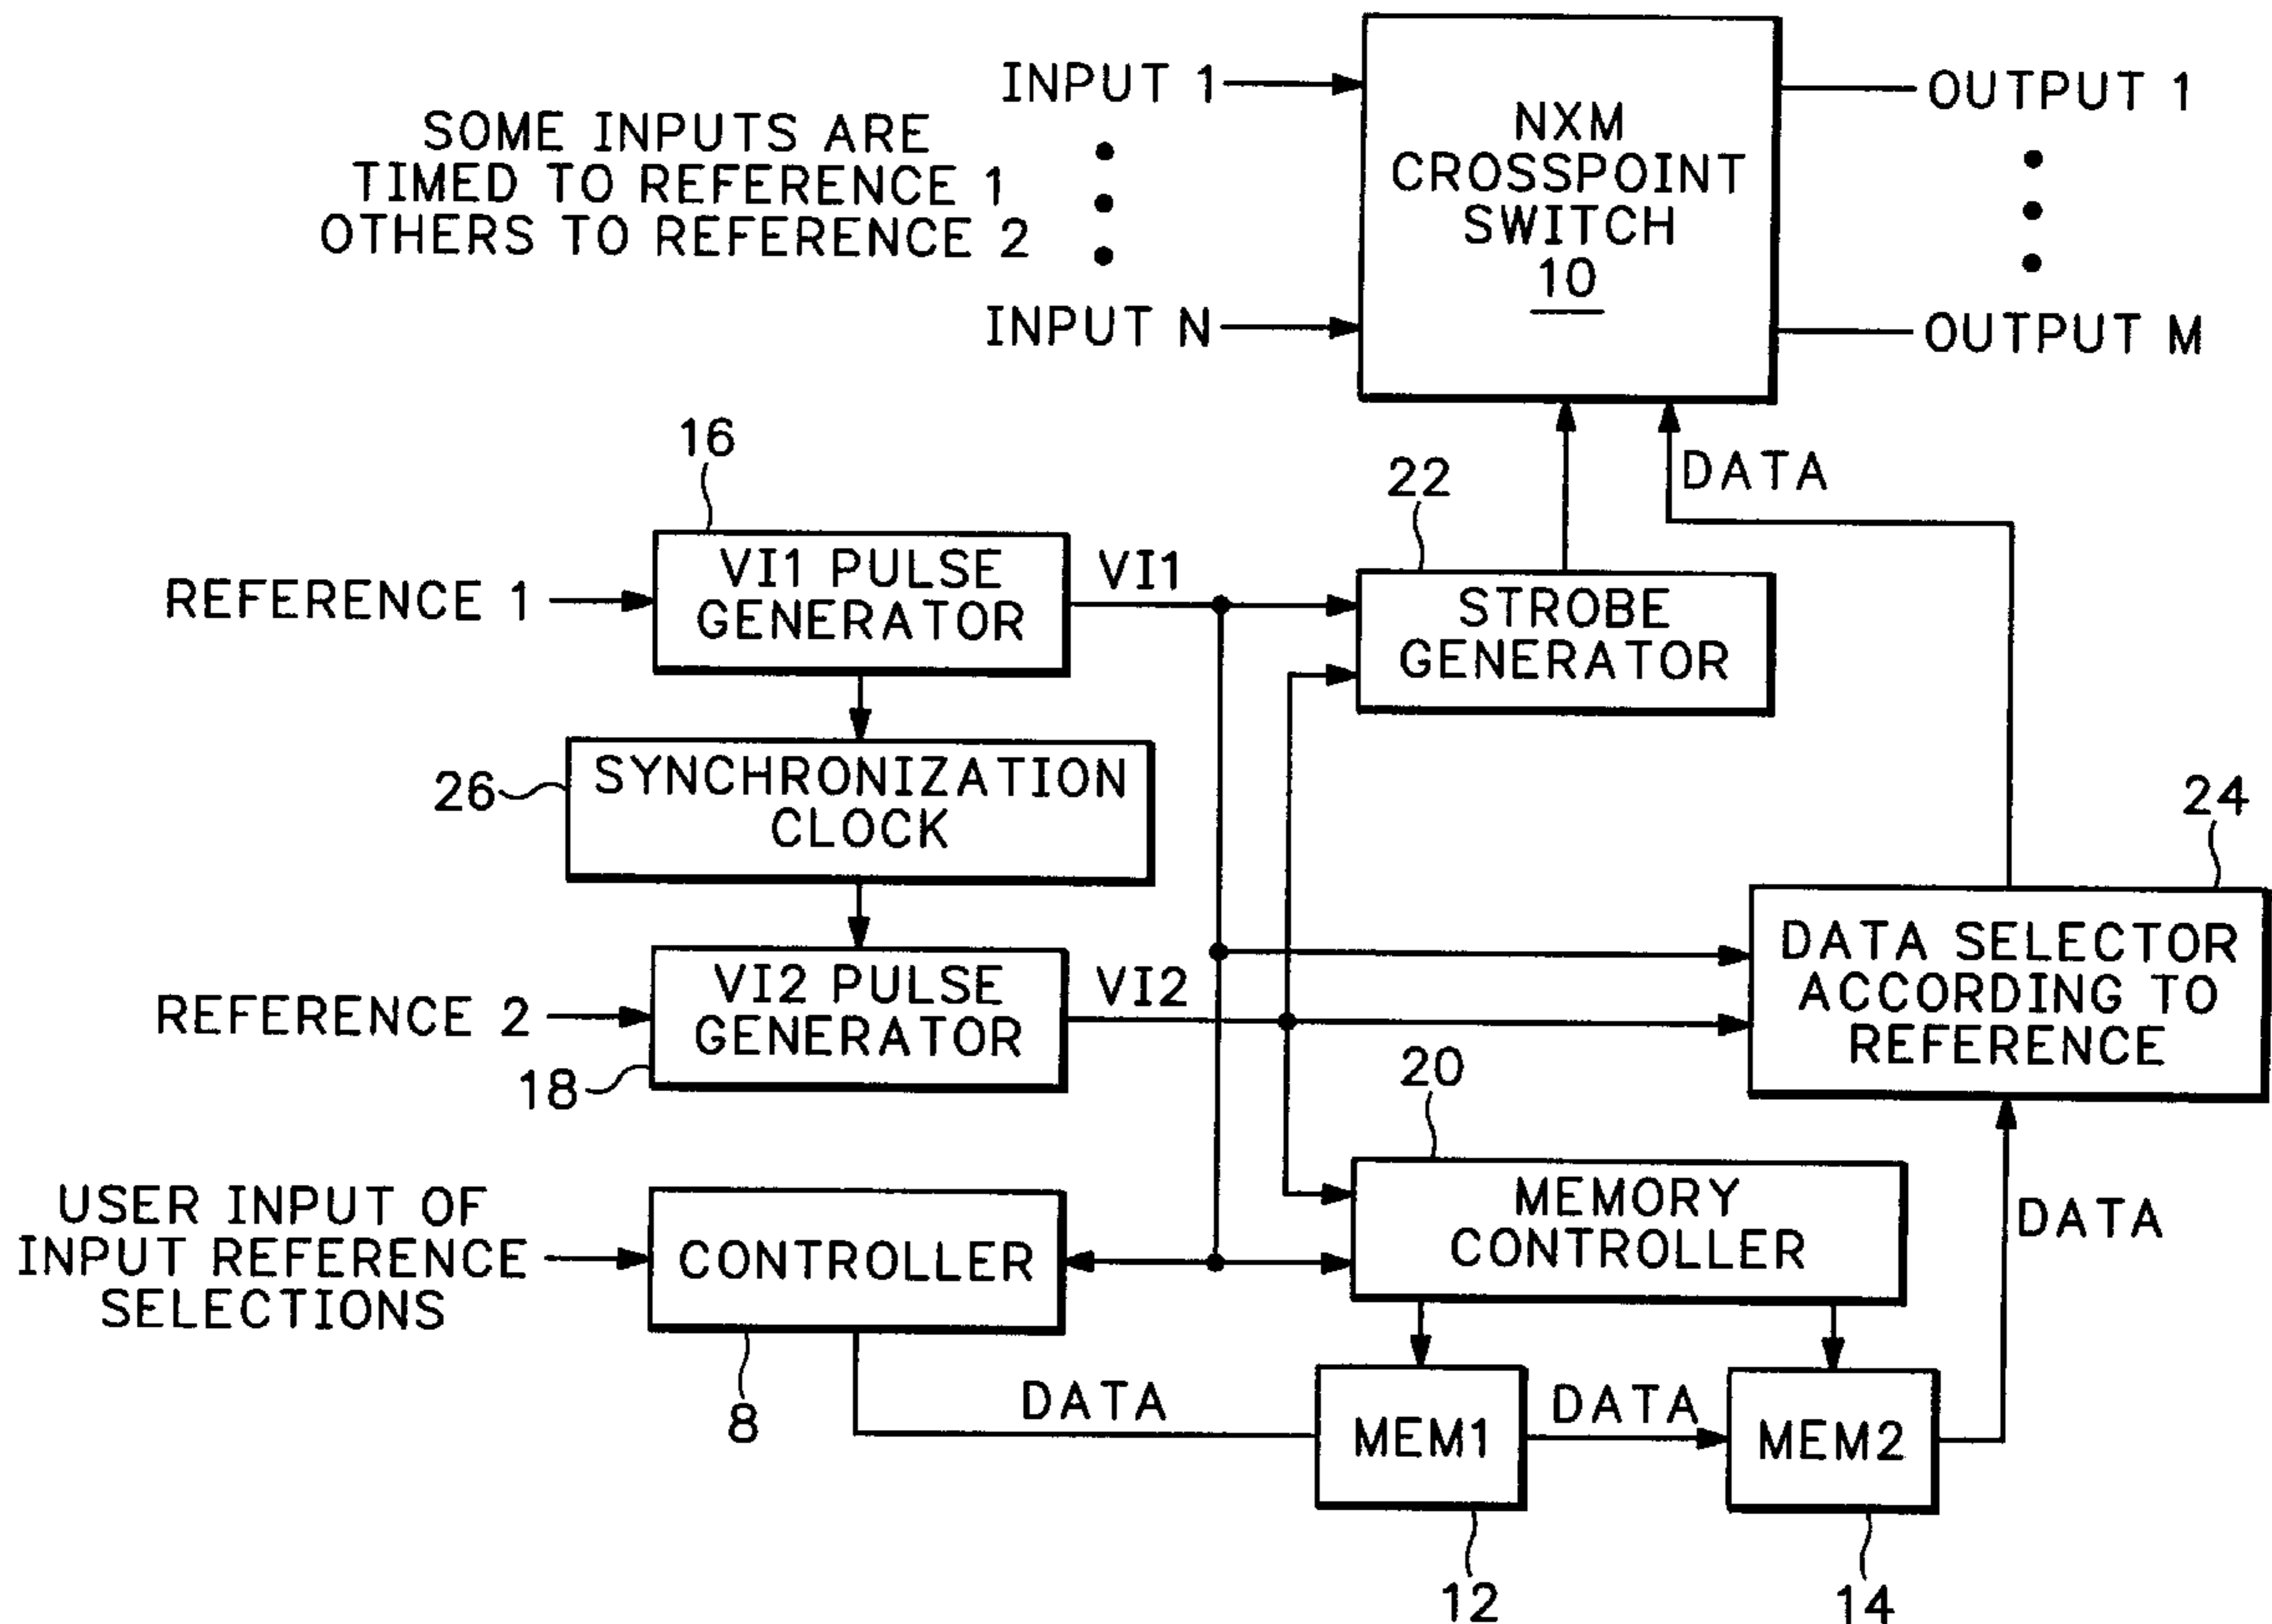 INPUT 1
NXM
CROSSPOINT
SWITCH
10
OUTPUT 1
SOME INPUTS ARE
TIMED TO REFERENCE 1
OTHERS TO REFERENCE 2
INPUT N
OUTPUT M
16
22
DATA
REFERENCE 1
VI1 PULSE
GENERATOR
VI1
STROBE
GENERATOR
26
SYNCHRONIZATION
CLOCK
24
REFERENCE 2
VI2 PULSE
GENERATOR
VI2
DATA SELECTOR
ACCORDING TO
REFERENCE
18
20
USER INPUT OF
INPUT REFERENCE
SELECTIONS
CONTROLLER
MEMORY
CONTROLLER
DATA
8
DATA
MEM1
DATA
MEM2
12
14